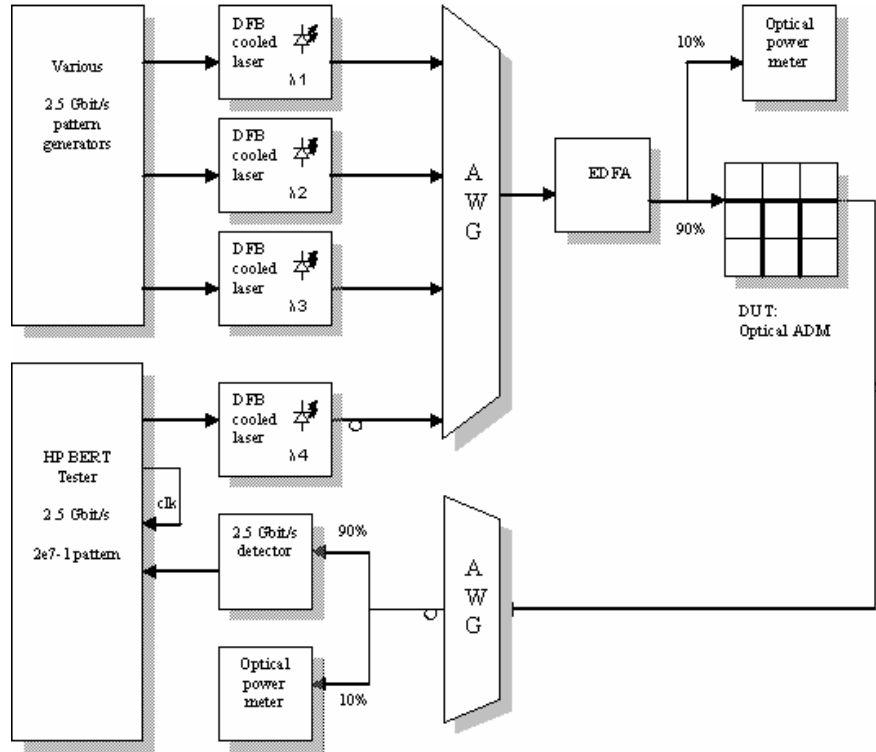 Various
2.5 Gbit/s
pattern
generators
DFB
cooled
laser
λ1
DFB
cooled
laser
λ2
DFB
cooled
laser
λ3
A
W
G
EDFA
10%
90%
Optical
power
meter
DUT:
Optical ADM
HP BERT
Tester
2.5 Gbit/s
2e7-1 pattern
clk
DFB
cooled
laser
λ4
2.5 Gbit/s
detector
90%
Optical
power
meter
10%
A
W
G